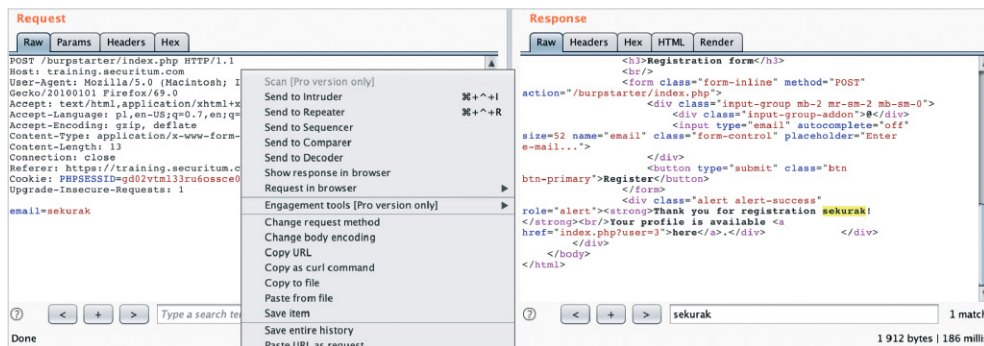 Request
Raw Params Headers Hex
POST /burpstarter/index.php HTTP/1.1
Host: training.securitum.com
User-Agent: Mozilla/5.0 (Macintosh; I
Gecko/20100101 Firefox/69.0
Accept: text/html,application/xhtml+x
Accept-Language: pl,en-US;q=0.7,en;q=
Accept-Encoding: gzip, deflate
Content-Type: application/x-www-form-
Content-Length: 13
Connection: close
Referer: https://training.securitum.c
Cookie: PHPSESSID=gd02vtml33ru6ossce0
Upgrade-Insecure-Requests: 1
email=sekurak
Scan [Pro version only]
Send to Intruder ⌘+^+I
Send to Repeater ⌘+^+R
Send to Sequencer
Send to Comparer
Send to Decoder
Show response in browser
Request in browser
Engagement tools [Pro version only]
Change request method
Change body encoding
Copy URL
Copy as curl command
Copy to file
Paste from file
Save item
Save entire history
Paste URL as request
? < + > Type a search te
Done
Response
Raw Headers Hex HTML Render
<h3>Registration form</h3>
<br/>
<form class="form-inline" method="POST"
action="/burpstarter/index.php">
<div class="input-group mb-2 mr-sm-2 mb-sm-0">
<div class="input-group-addon">@</div>
<input type="email" autocomplete="off"
size=52 name="email" class="form-control" placeholder="Enter
e-mail...">
</div>
<button type="submit" class="btn
btn-primary">Register</button>
</form>
<div class="alert alert-success"
role="alert"><strong>Thank you for registration sekurak!
</strong><br/>Your profile is available <a
href="index.php?user=3">here</a>.</div> </div>
</div>
</body>
</html>
? < + > sekurak 1 match
1 912 bytes | 186 millis